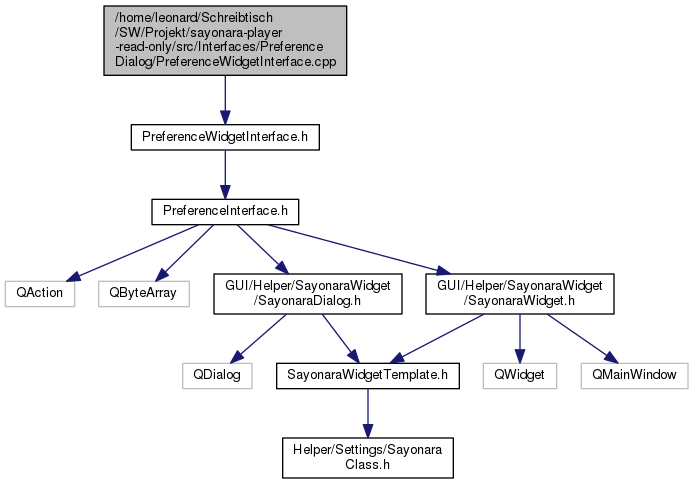 /home/leonard/Schreibtisch
/SW/Projekt/sayonara-player
-read-only/src/Interfaces/Preference
Dialog/PreferenceWidgetInterface.cpp
PreferenceWidgetInterface.h
PreferenceInterface.h
QAction
QByteArray
GUI/Helper/SayonaraWidget
/SayonaraDialog.h
GUI/Helper/SayonaraWidget
/SayonaraWidget.h
QDialog
SayonaraWidgetTemplate.h
QWidget
QMainWindow
Helper/Settings/Sayonara
Class.h